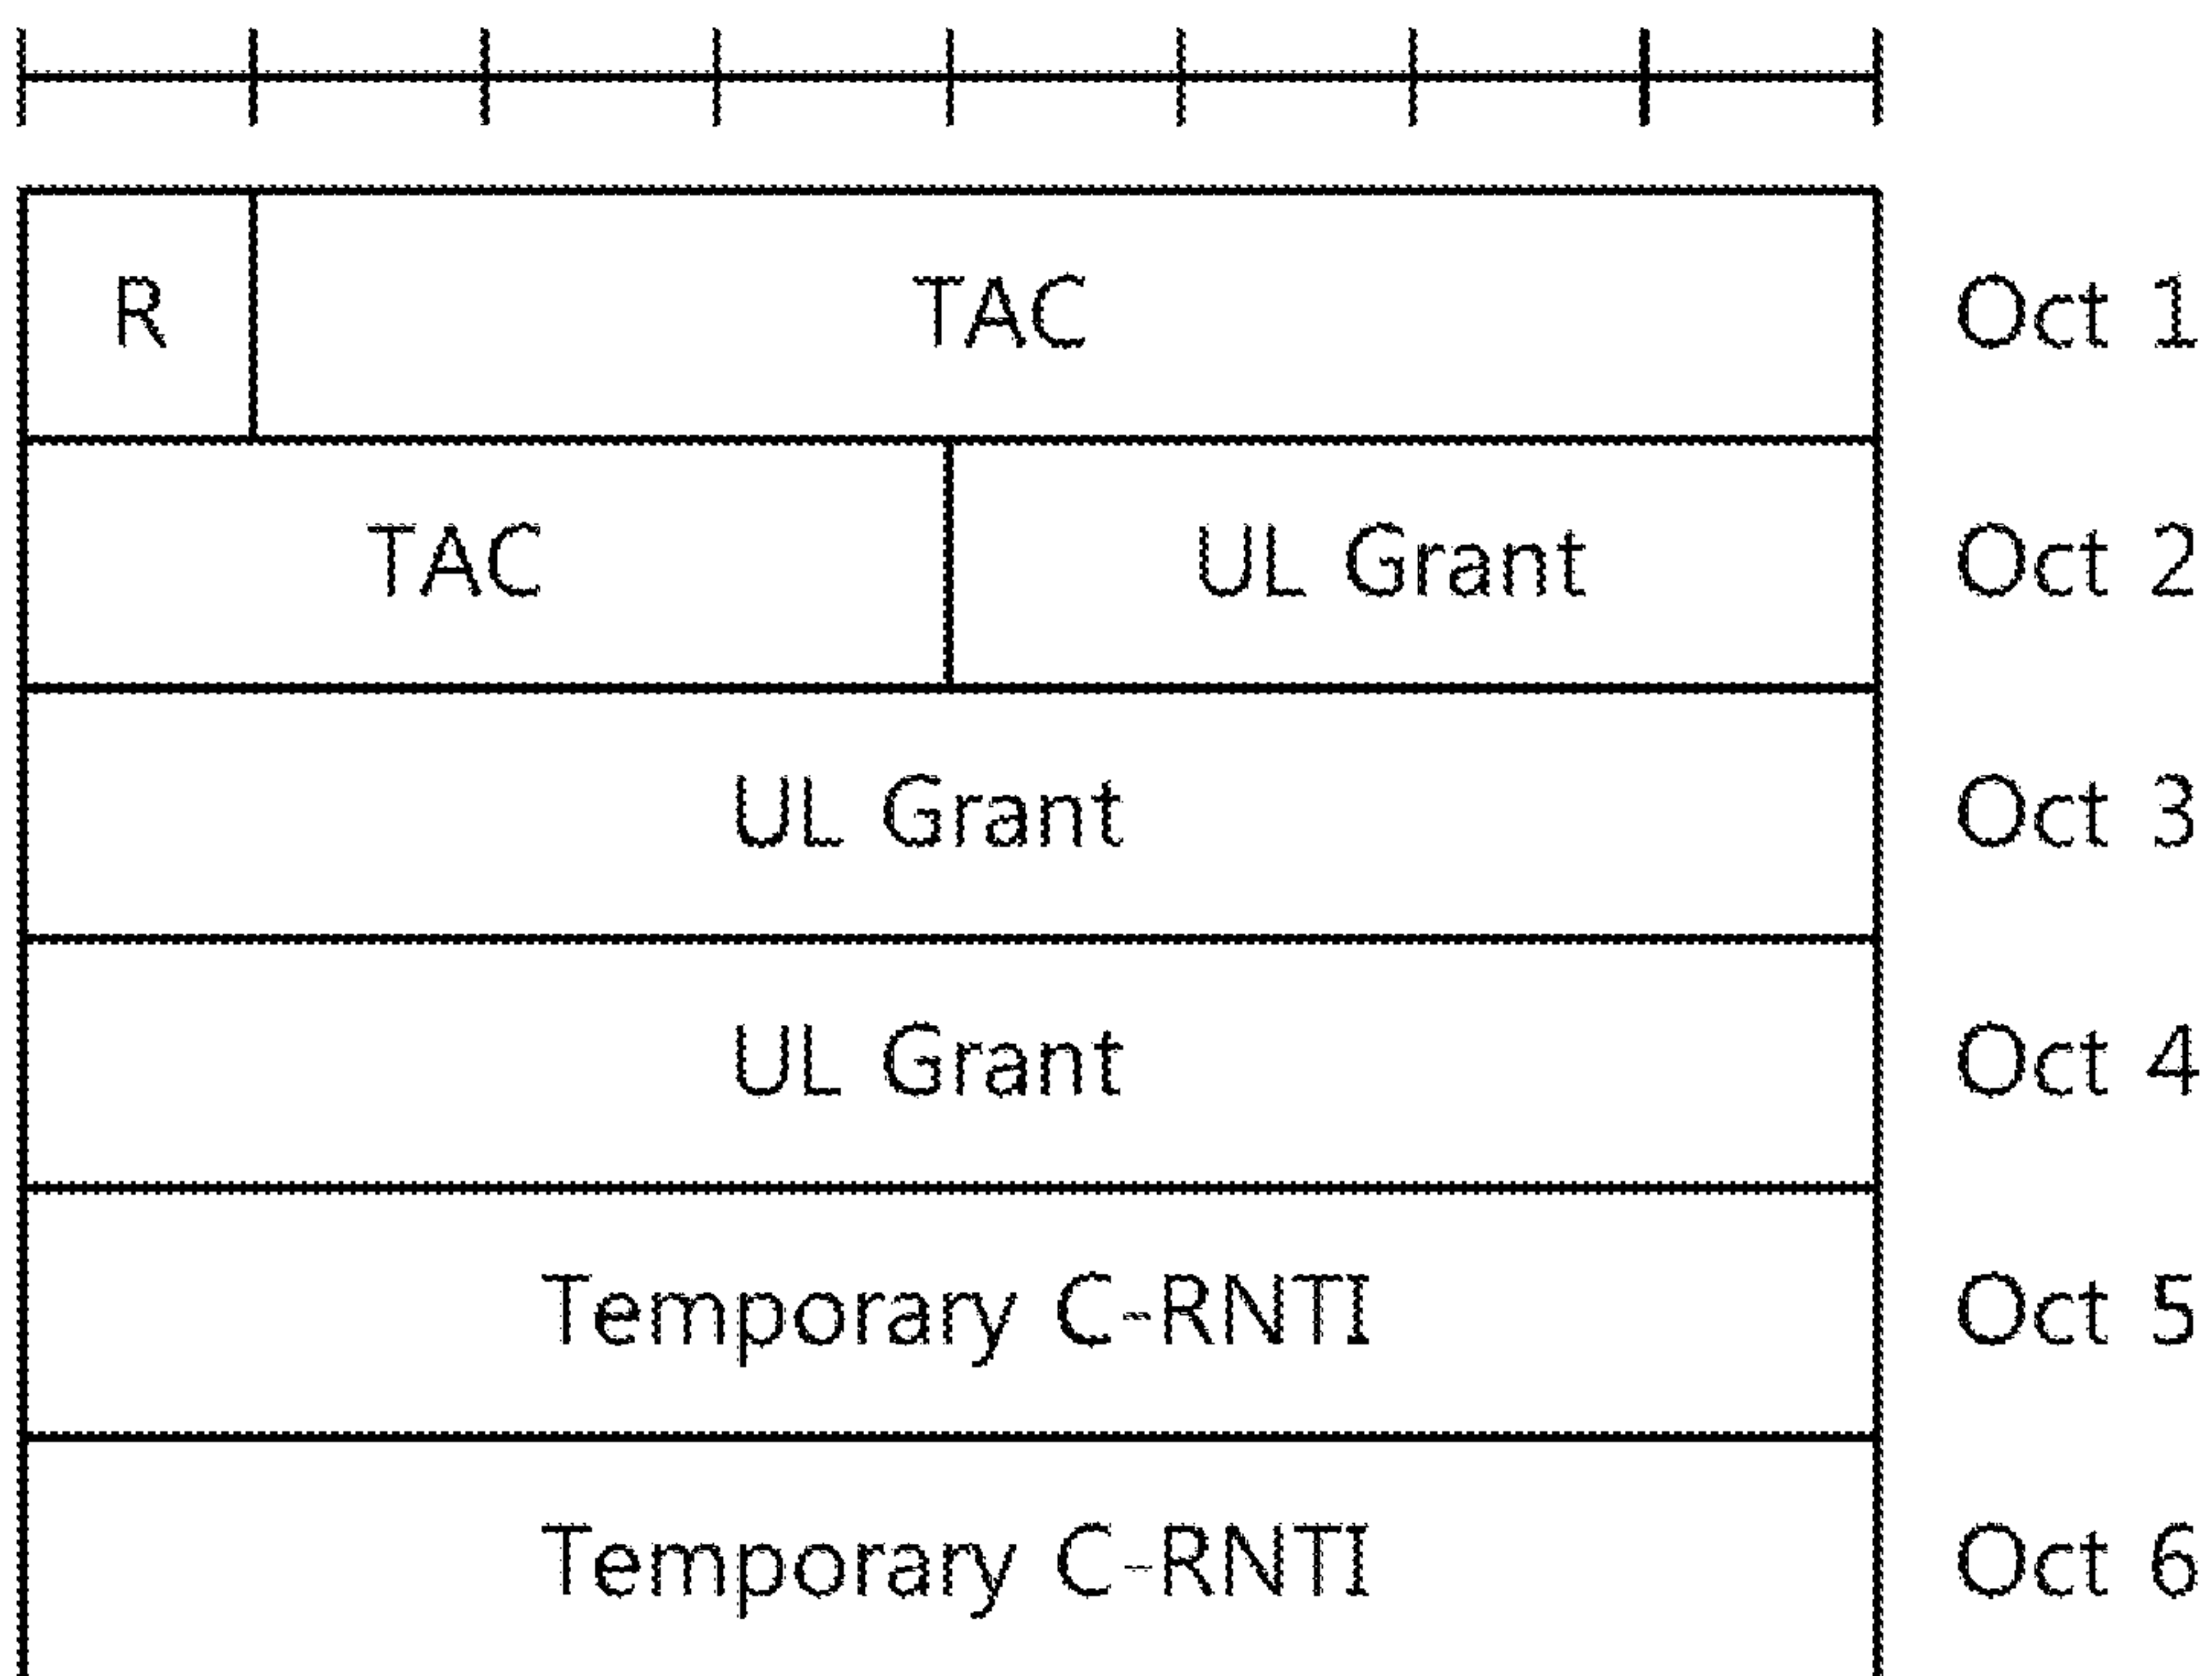 R TAC Oct 1
TAC UL Grant Oct 2
UL Grant Oct 3
UL Grant Oct 4
Temporary C-RNTI Oct 5
Temporary C-RNTI Oct 6